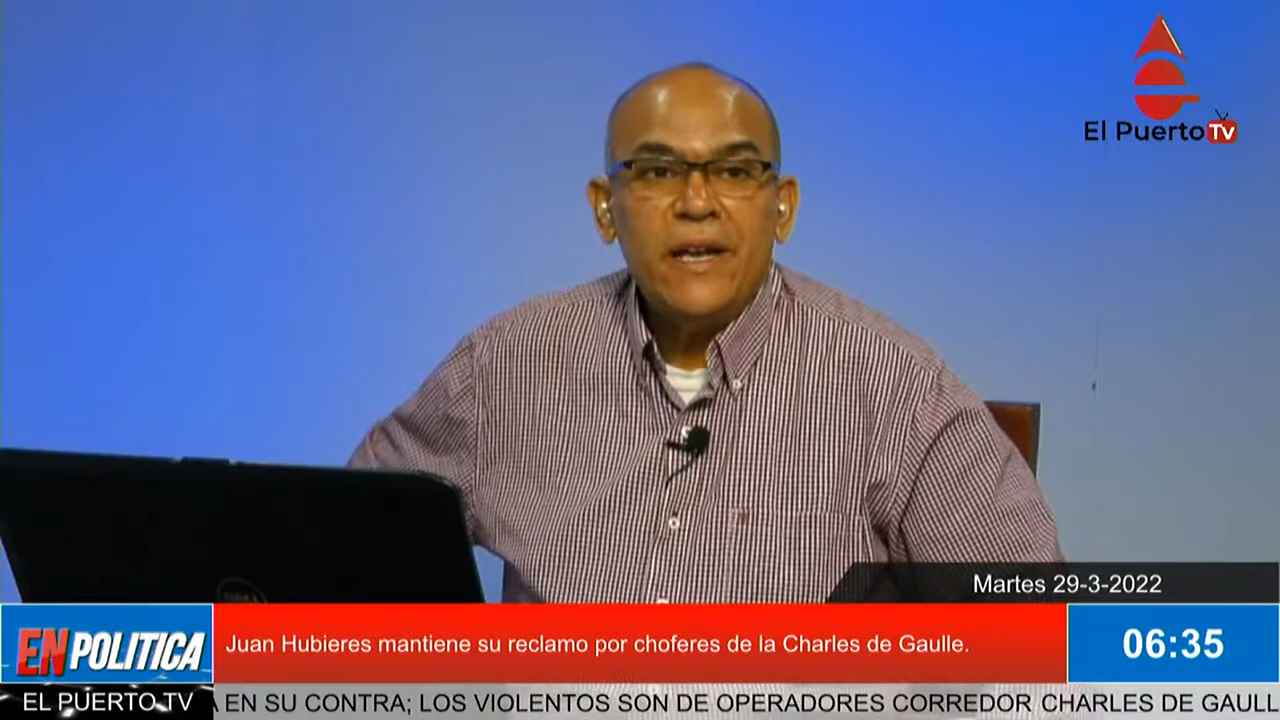 El Puerto Tv
Martes 29-3-2022
EN POLITICA
Juan Hubieres mantiene su reclamo por choferes de la Charles de Gaulle.
06:35
EL PUERTO TV
A EN SU CONTRA; LOS VIOLENTOS SON DE OPERADORES CORREDOR CHARLES DE GAULL